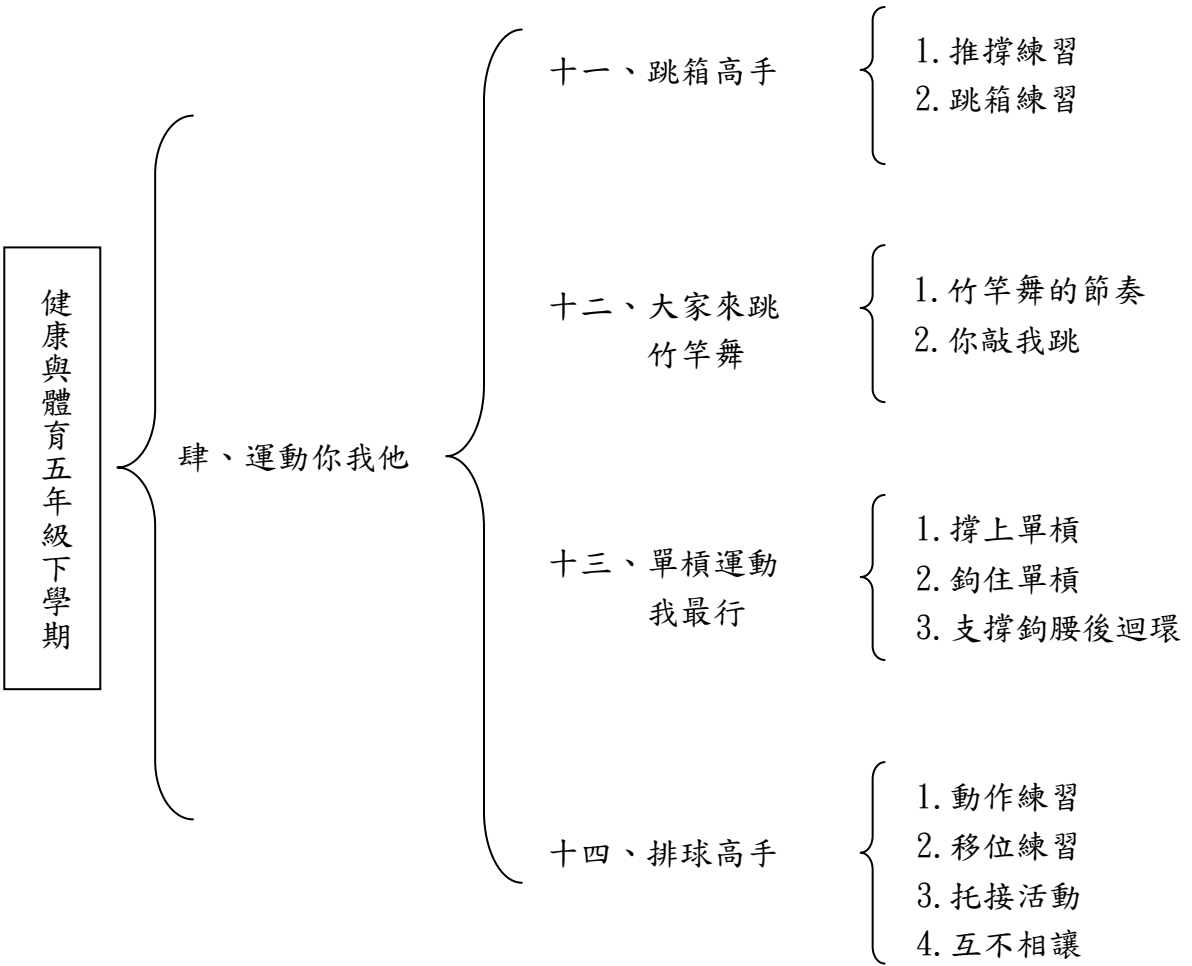 健康與體育五年級下學期
肆、運動你我他
十一、跳箱高手
1.推撐練習
2.跳箱練習
十二、大家來跳
竹竿舞
1.竹竿舞的節奏
2.你敲我跳
十三、單槓運動
我最行
1.撐上單槓
2.鉤住單槓
3.支撐鉤腰後迴環
十四、排球高手
1.動作練習
2.移位練習
3.托接活動
4.互不相讓